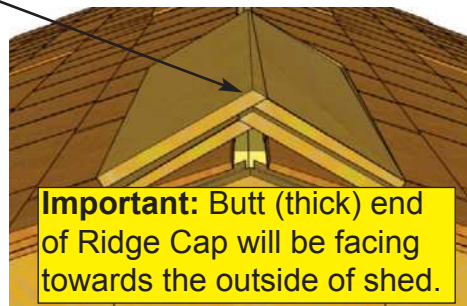 Important: Butt (thick) end
of Ridge Cap will be facing
towards the outside of shed.